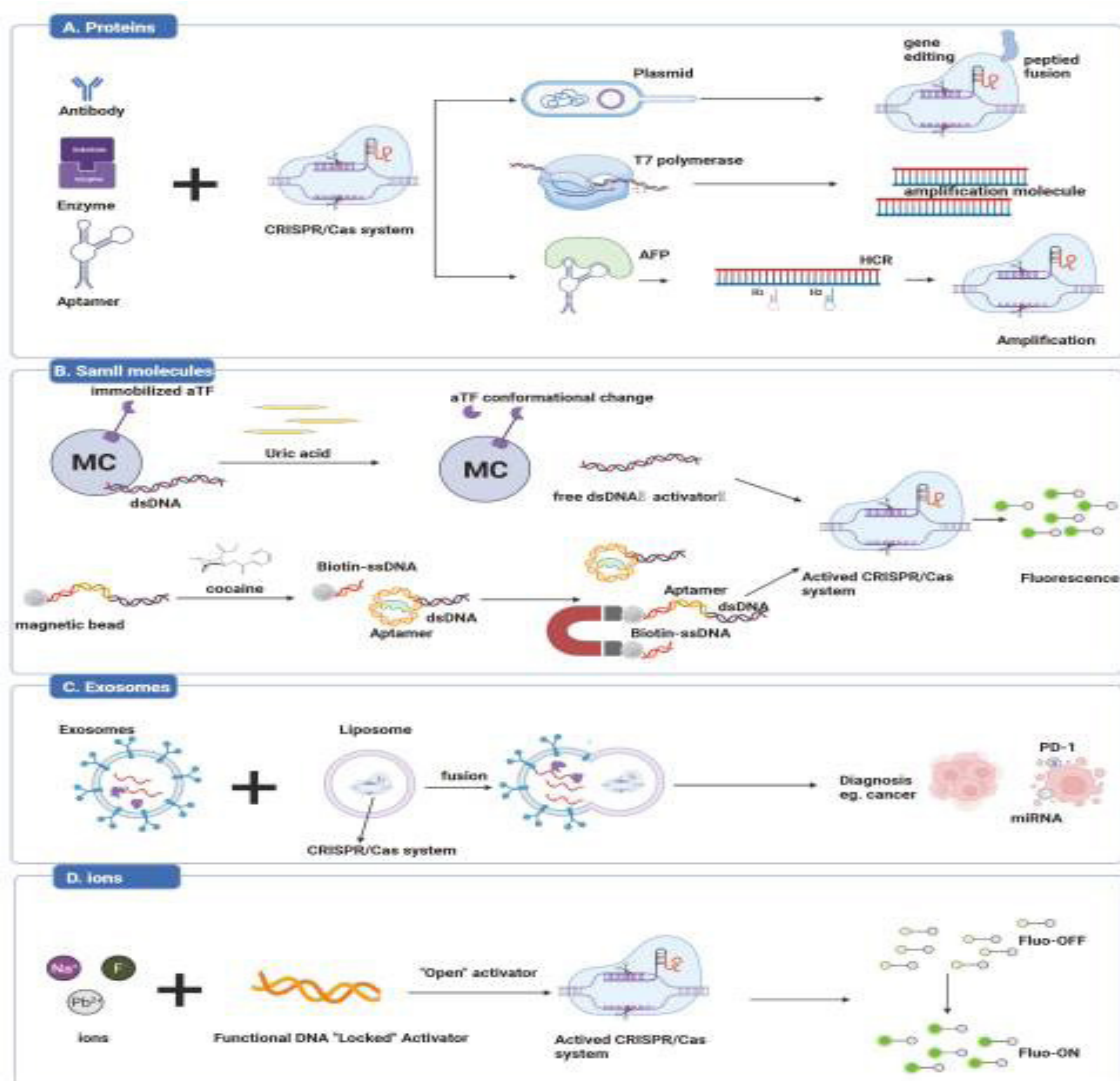 A. Proteins
Antibody
Enzyme
Aptamer
CRISPR/Cas system
Plasmid
gene
editing
peptied
fusion
T7 polymerase
amplification molecule
AFP
HCR
H1
H2
Amplification
B. Samll molecules
immobilized aTF
MC
dsDNA
Uric acid
aTF conformational change
MC
free dsDNA activator
Actived CRISPR/Cas
system
Fluorescence
magnetic bead
cocaine
Biotin-ssDNA
dsDNA
Aptamer
Aptamer
dsDNA
Biotin-ssDNA
C. Exosomes
Exosomes
Liposome
CRISPR/Cas system
fusion
Diagnosis
eg. cancer
PD-1
miRNA
D. ions
Na⁺
F
Pb²⁺
ions
Functional DNA "Locked" Activator
"Open" activator
Actived CRISPR/Cas
system
Fluo-OFF
Fluo-ON